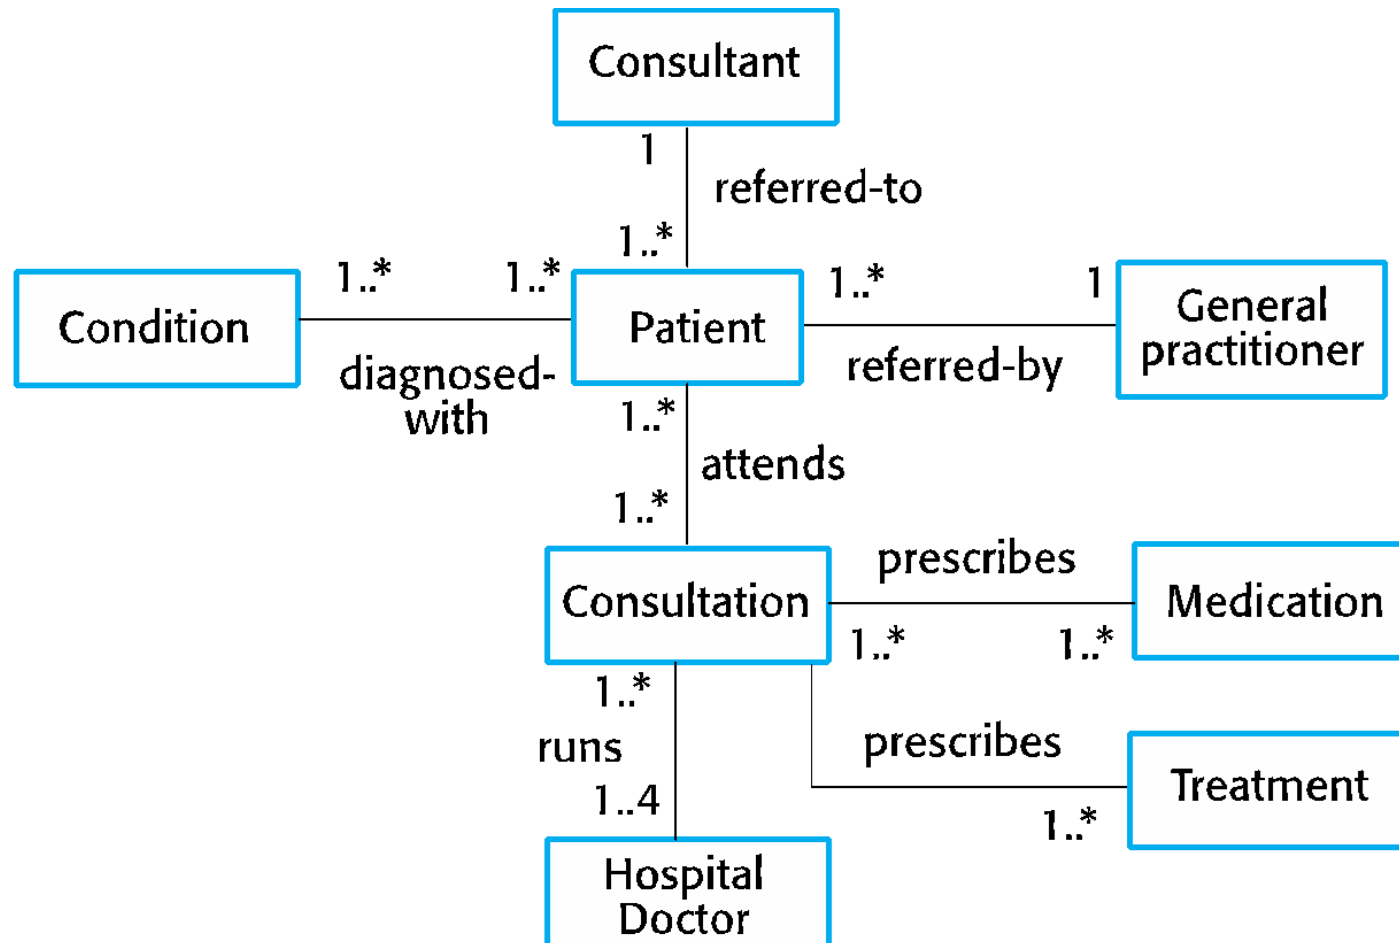 Consultant
1
referred-to
1..*
1..*
1..*
1..*
1
Condition
Patient
General
practitioner
diagnosed-
with
referred-by
1..*
attends
1..*
prescribes
Consultation
Medication
1..*
1..*
1..*
runs
prescribes
1..4
Treatment
1..*
Hospital
Doctor